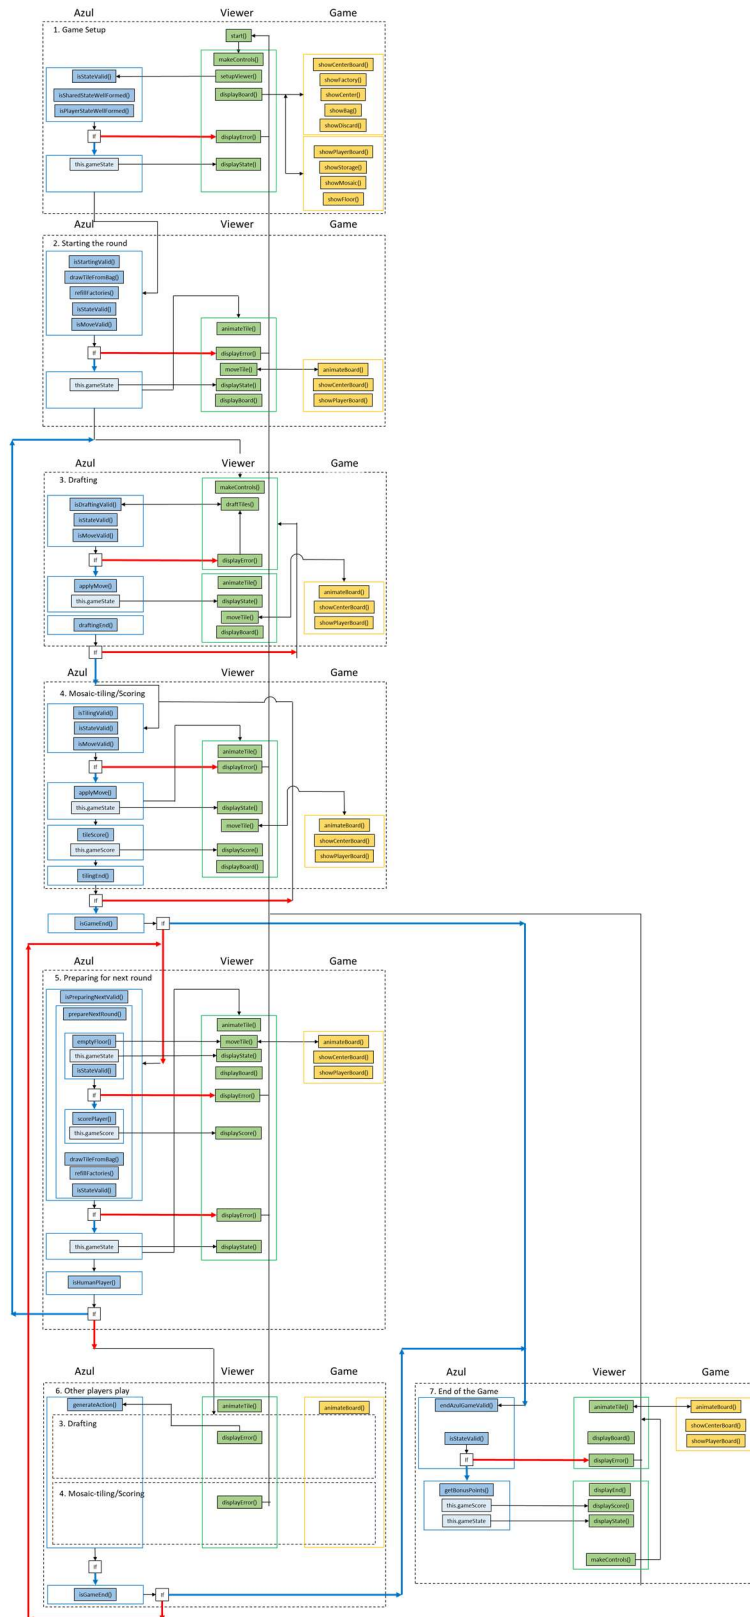 Azul Viewer Game
1. Game Setup
start()
makeControls()
isStateValid()
setupViewer()
isSharedStateWellFormed()
displayBoard()
isPlayerStateWellFormed()
showCenterBoard()
showFactory()
showCenter()
showBag()
showDiscard()
If
displayError()
this.gameState
displayState()
showPlayerBoard()
showStorage()
showMosaic()
showFloor()
Azul Viewer Game
2. Starting the round
isStartingValid()
drawTileFromBag()
refillFactories()
isStateValid()
isMoveValid()
animateTile()
If
displayError()
moveTile()
animateBoard()
this.gameState
displayState()
showCenterBoard()
displayBoard()
showPlayerBoard()
Azul Viewer Game
3. Drafting
makeControls()
isDraftingValid()
draftTiles()
isStateValid()
isMoveValid()
If
displayError()
applyMove()
animateTile()
animateBoard()
this.gameState
displayState()
showCenterBoard()
moveTile()
showPlayerBoard()
draftingEnd()
displayBoard()
If
Azul Viewer Game
4. Mosaic-tiling/Scoring
isTilingValid()
isStateValid()
isMoveValid()
animateTile()
If
displayError()
applyMove()
this.gameState
displayState()
moveTile()
animateBoard()
tileScore()
showCenterBoard()
this.gameScore
displayScore()
showPlayerBoard()
tilingEnd()
displayBoard()
If
isGameEnd()
If
Azul Viewer Game
5. Preparing for next round
isPreparingNextValid()
prepareNextRound()
animateTile()
emptyFloor()
moveTile()
animateBoard()
this.gameState
displayState()
showCenterBoard()
isStateValid()
displayBoard()
showPlayerBoard()
If
displayError()
scorePlayer()
this.gameScore
displayScore()
drawTileFromBag()
refillFactories()
isStateValid()
If
displayError()
this.gameState
displayState()
isHumanPlayer()
If
Azul Viewer Game
6. Other players play
generateAction()
animateTile()
animateBoard()
3. Drafting
displayError()
4. Mosaic-tiling/Scoring
displayError()
If
isGameEnd()
If
Azul Viewer Game
7. End of the Game
endAzulGameValid()
animateTile()
animateBoard()
showCenterBoard()
isStateValid()
displayBoard()
showPlayerBoard()
If
displayError()
getBonusPoints()
displayEnd()
this.gameScore
displayScore()
this.gameState
displayState()
makeControls()